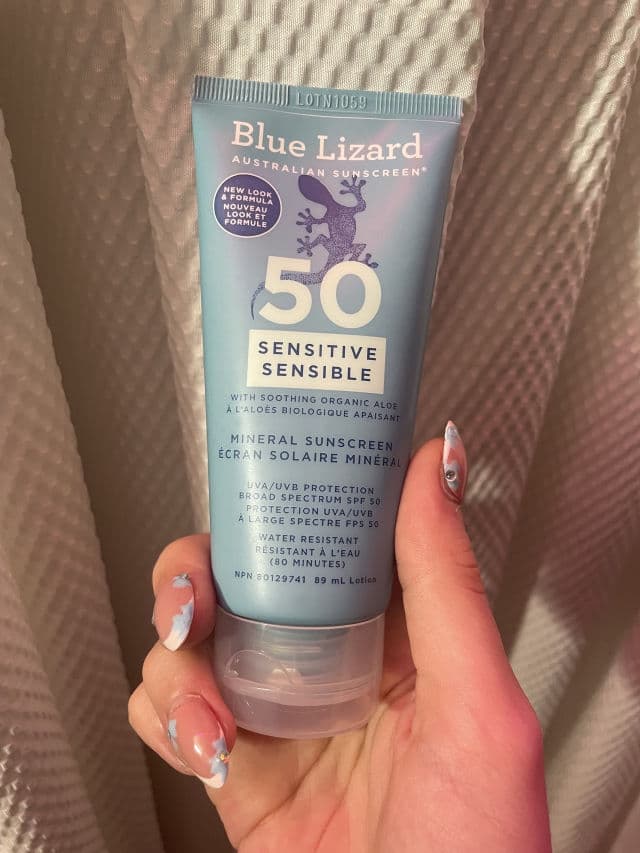 LOTN1059
Blue Lizard
AUSTRALIAN SUNSCREEN®
NEW LOOK
& FORMULA
NOUVEAU
LOOK ET
FORMULE
50
SENSITIVE
SENSIBLE
WITH SOOTHING ORGANIC ALOE
À L'ALOÈS BIOLOGIQUE APAISANT
MINERAL SUNSCREEN
ÉCRAN SOLAIRE MINÉRAL
UVA/UVB PROTECTION
BROAD SPECTRUM SPF 50
PROTECTION UVA/UVB
À LARGE SPECTRE FPS 50
WATER RESISTANT
RÉSISTANT À L'EAU
(80 MINUTES)
NPN 80129741 89 mL Lotion